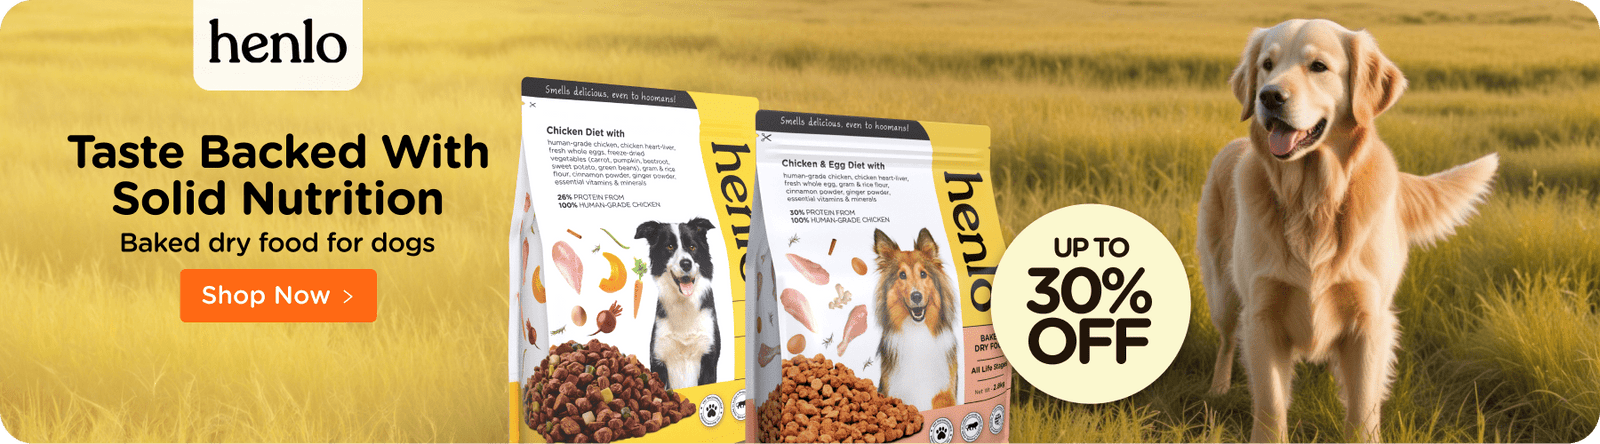 henlo
Taste Backed With
Solid Nutrition
Baked dry food for dogs
Shop Now >
Smells delicious, even to hoomans!
Chicken Diet with
human-grade chicken, chicken heart-liver,
fresh whole eggs, freeze-dried
vegetables (carrot, pumpkin, beetroot,
sweet potato, green beans), gram & rice
flour, cinnamon powder, ginger powder,
essential vitamins & minerals
26% PROTEIN FROM
100% HUMAN-GRADE CHICKEN
henlo
Smells delicious, even to hoomans!
Chicken & Egg Diet with
human-grade chicken, chicken heart-liver,
fresh whole egg, gram & rice flour,
cinnamon powder, ginger powder,
essential vitamins & minerals
30% PROTEIN FROM
100% HUMAN-GRADE CHICKEN
henlo
DRY
All Life
UP TO
30%
OFF